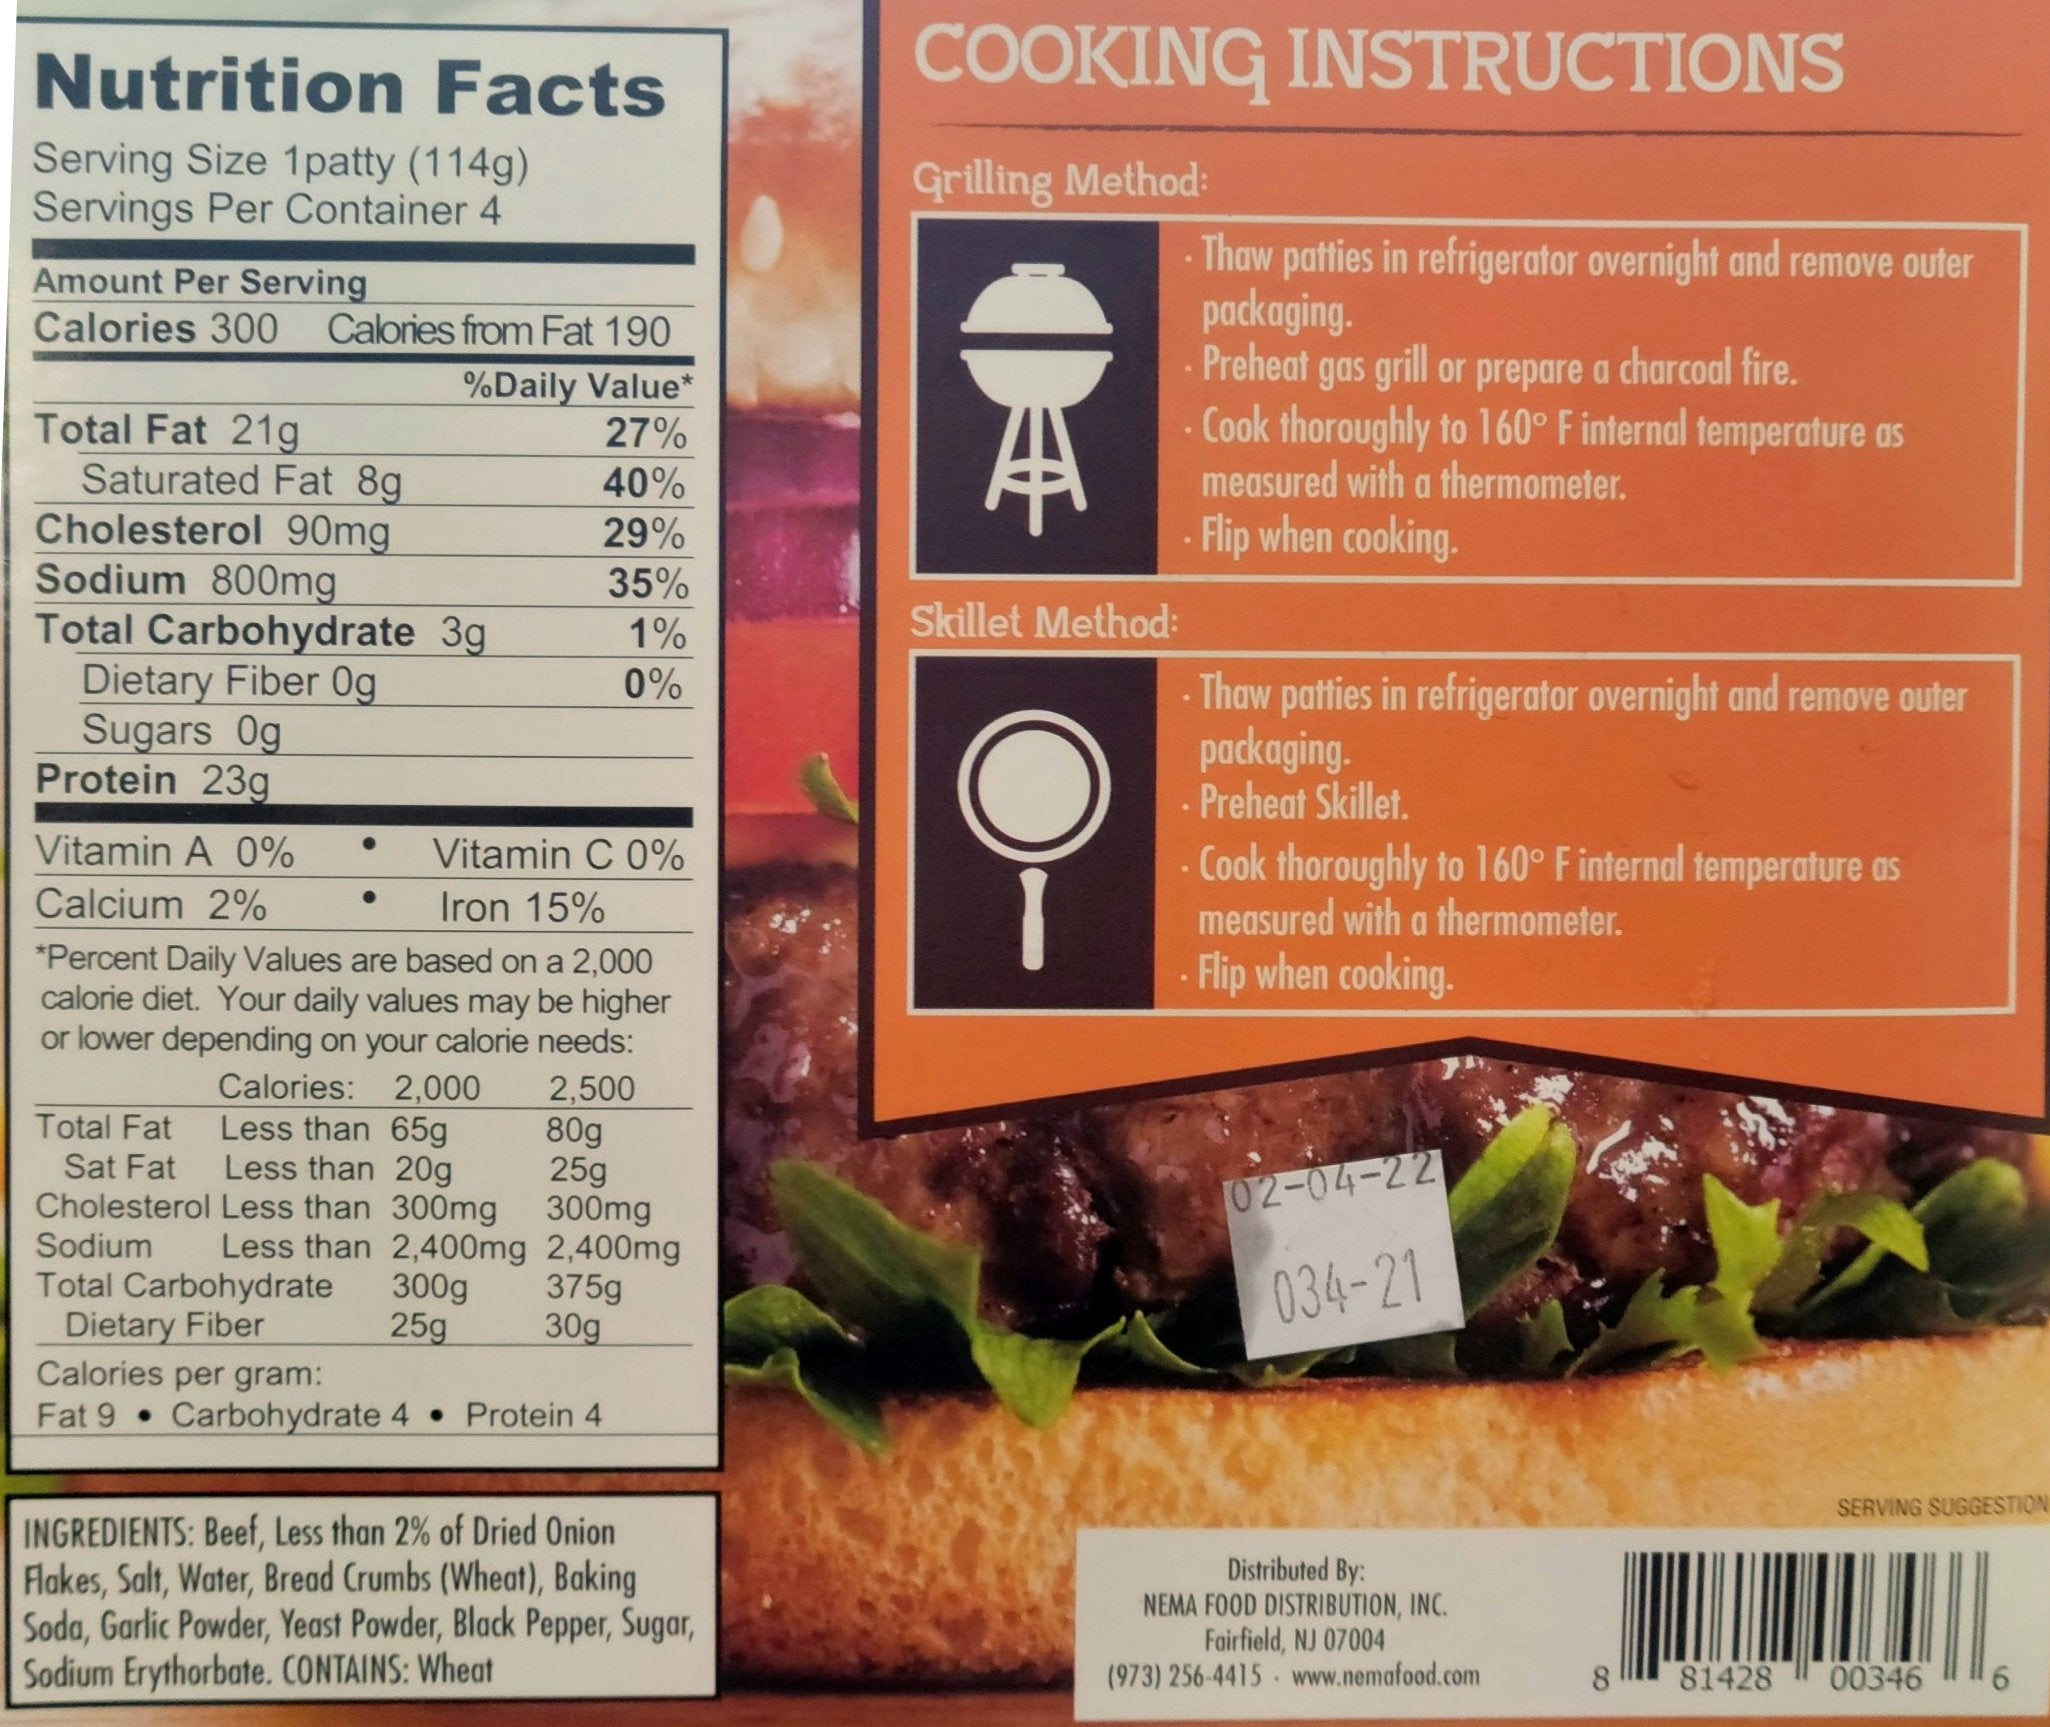 Nutrition Facts
Serving Size 1patty (114g)
Servings Per Container 4
Amount Per Serving
Calories 300 Calories from Fat 190
%Daily Value*
Total Fat 21g 27%
Saturated Fat 8g 40%
Cholesterol 90mg 29%
Sodium 800mg 35%
Total Carbohydrate 3g 1%
Dietary Fiber 0g 0%
Sugars 0g
Protein 23g
Vitamin A 0% • Vitamin C 0%
Calcium 2% • Iron 15%
*Percent Daily Values are based on a 2,000
calorie diet. Your daily values may be higher
or lower depending on your calorie needs:
Calories: 2,000 2,500
Total Fat Less than 65g 80g
Sat Fat Less than 20g 25g
Cholesterol Less than 300mg 300mg
Sodium Less than 2,400mg 2,400mg
Total Carbohydrate 300g 375g
Dietary Fiber 25g 30g
Calories per gram:
Fat 9 • Carbohydrate 4 • Protein 4
INGREDIENTS: Beef, Less than 2% of Dried Onion
Flakes, Salt, Water, Bread Crumbs (Wheat), Baking
Soda, Garlic Powder, Yeast Powder, Black Pepper, Sugar,
Sodium Erythorbate. CONTAINS: Wheat
COOKING INSTRUCTIONS
Grilling Method:
· Thaw patties in refrigerator overnight and remove outer
packaging.
· Preheat gas grill or prepare a charcoal fire.
· Cook thoroughly to 160° F internal temperature as
measured with a thermometer.
· Flip when cooking.
Skillet Method:
· Thaw patties in refrigerator overnight and remove outer
packaging.
· Preheat Skillet.
· Cook thoroughly to 160° F internal temperature as
measured with a thermometer.
· Flip when cooking.
02-04-22
034-21
SERVING SUGGESTION
Distributed By:
NEMA FOOD DISTRIBUTION, INC.
Fairfield, NJ 07004
(973) 256-4415 · www.nemafood.com
8 81428 00346 6